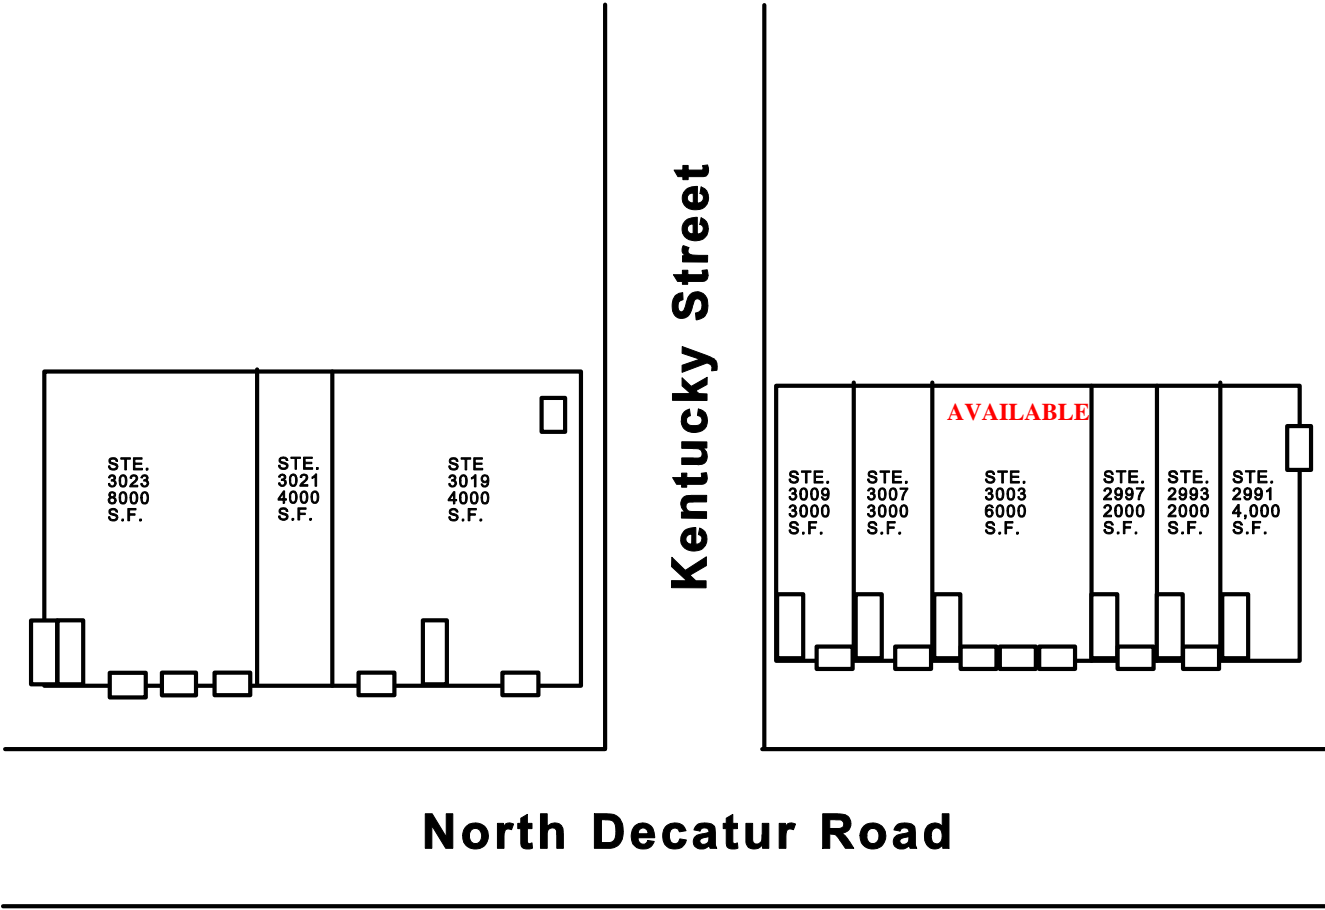 Kentucky Street
AVAILABLE
STE.
3023
8000
S.F.
STE.
3021
4000
S.F.
STE
3019
4000
S.F.
STE.
3009
3000
S.F.
STE.
3007
3000
S.F.
STE.
3003
6000
S.F.
STE.
2997
2000
S.F.
STE.
2993
2000
S.F.
STE.
2991
4,000
S.F.
North Decatur Road